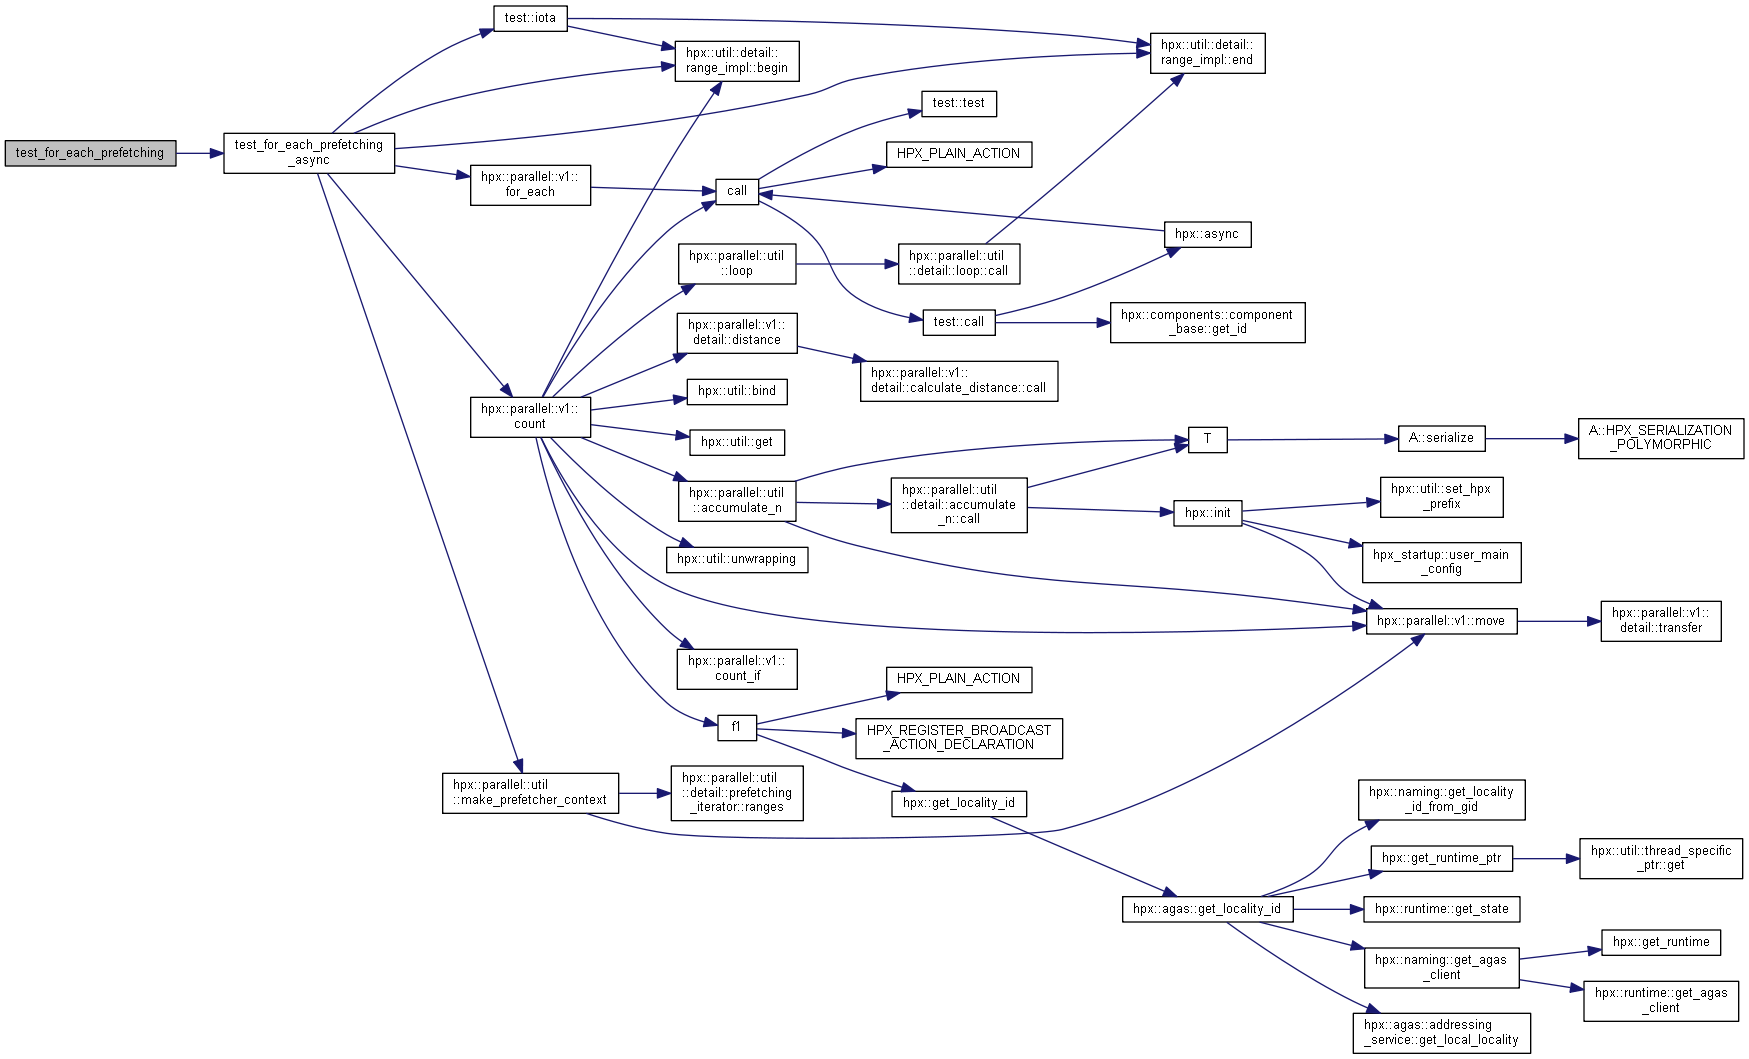 test_for_each_prefetching
test_for_each_prefetching
_async
test::iota
hpx::util::detail::
range_impl::begin
hpx::util::detail::
range_impl::end
hpx::parallel::v1::
for_each
call
test::test
HPX_PLAIN_ACTION
hpx::async
hpx::parallel::util
::loop
hpx::parallel::util
::detail::loop::call
test::call
hpx::components::component
_base::get_id
hpx::parallel::v1::
detail::distance
hpx::parallel::v1::
detail::calculate_distance::call
hpx::parallel::v1::
count
hpx::util::bind
hpx::util::get
hpx::parallel::util
::accumulate_n
hpx::parallel::util
::detail::accumulate
_n::call
T
A::serialize
A::HPX_SERIALIZATION
_POLYMORPHIC
hpx::init
hpx::util::set_hpx
_prefix
hpx_startup::user_main
_config
hpx::util::unwrapping
hpx::parallel::v1::move
hpx::parallel::v1::
detail::transfer
hpx::parallel::v1::
count_if
f1
HPX_PLAIN_ACTION
HPX_REGISTER_BROADCAST
_ACTION_DECLARATION
hpx::get_locality_id
hpx::parallel::util
::make_prefetcher_context
hpx::parallel::util
::detail::prefetching
_iterator::ranges
hpx::agas::get_locality_id
hpx::naming::get_locality
_id_from_gid
hpx::get_runtime_ptr
hpx::util::thread_specific
_ptr::get
hpx::runtime::get_state
hpx::naming::get_agas
_client
hpx::get_runtime
hpx::runtime::get_agas
_client
hpx::agas::addressing
_service::get_local_locality